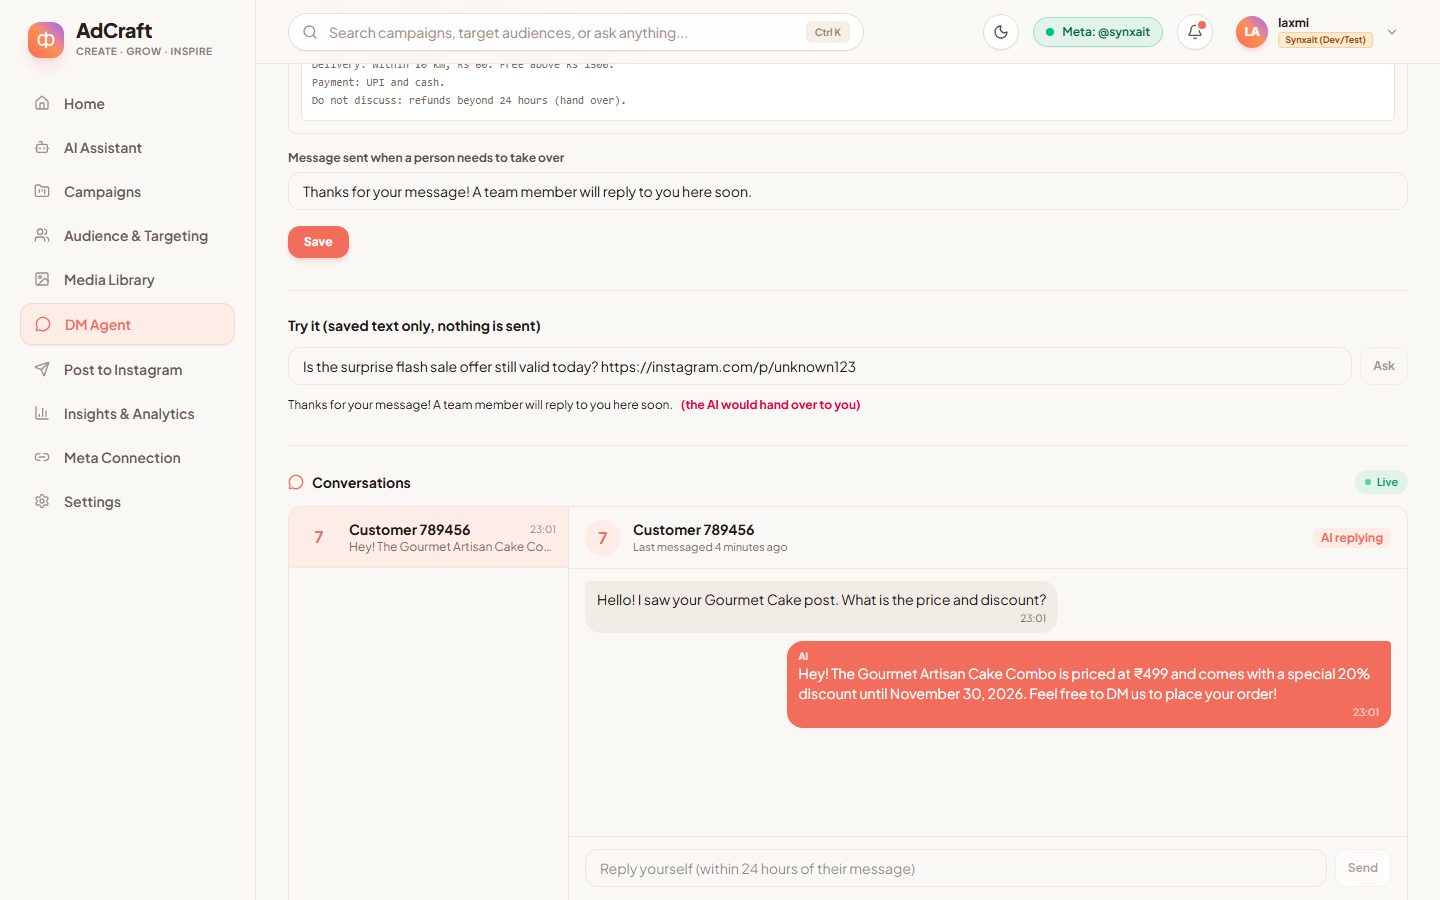 AdCraft
CREATE · GROW · INSPIRE
Home
AI Assistant
Campaigns
Audience & Targeting
Media Library
DM Agent
Post to Instagram
Insights & Analytics
Meta Connection
Settings
Search campaigns, target audiences, or ask anything...
Ctrl K
Meta: @synxait
LA
laxmi
Synxait (Dev/Test)
Delivery: Within 10 km, Rs 60. Free above Rs 1500.
Payment: UPI and cash.
Do not discuss: refunds beyond 24 hours (hand over).
Message sent when a person needs to take over
Thanks for your message! A team member will reply to you here soon.
Save
Try it (saved text only, nothing is sent)
Is the surprise flash sale offer still valid today? https://instagram.com/p/unknown123
Ask
Thanks for your message! A team member will reply to you here soon. (the AI would hand over to you)
Conversations
Live
7
Customer 789456
23:01
Hey! The Gourmet Artisan Cake Co...
7
Customer 789456
Last messaged 4 minutes ago
AI replying
Hello! I saw your Gourmet Cake post. What is the price and discount?
23:01
AI
Hey! The Gourmet Artisan Cake Combo is priced at ₹499 and comes with a special 20%
discount until November 30, 2026. Feel free to DM us to place your order!
23:01
Reply yourself (within 24 hours of their message)
Send